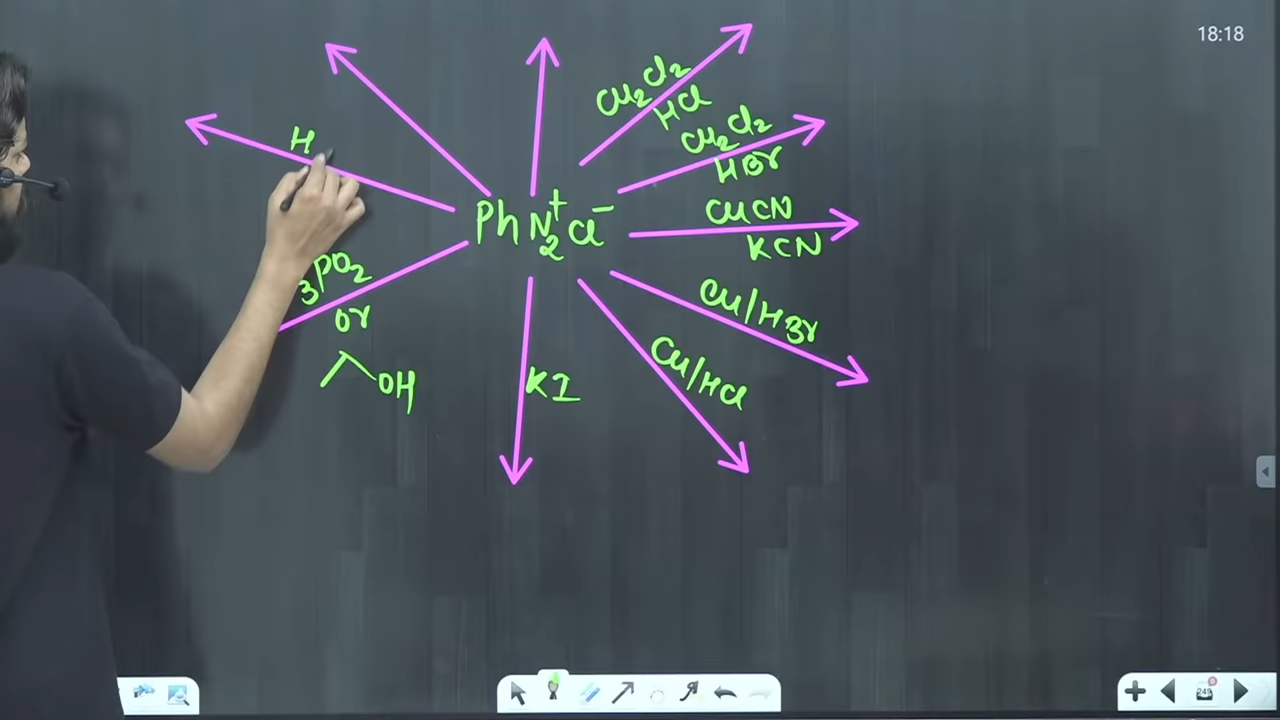 18:18
Cu2Cl2
HCl
Cu2Cl2
HBr
H
PhN2+Cl-
CuCN
KCN
3PO2
or
OH
Cu/HBr
Cu/HCl
KI